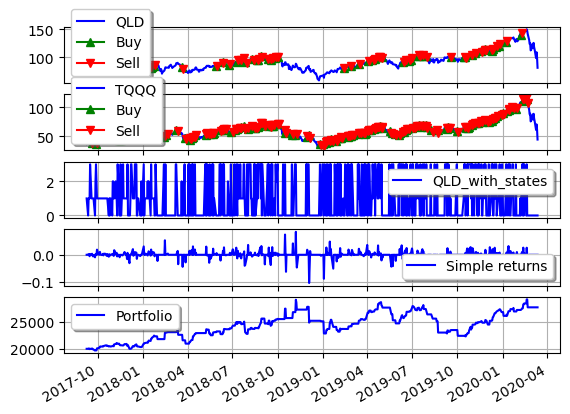 150
100
QLD
Buy
Sell
100
50
TQQQ
Buy
Sell
2
0
QLD_with_states
0.0
−0.1
Simple returns
25000
20000
Portfolio
2017-10
2018-01
2018-04
2018-07
2018-10
2019-01
2019-04
2019-07
2019-10
2020-01
2020-04